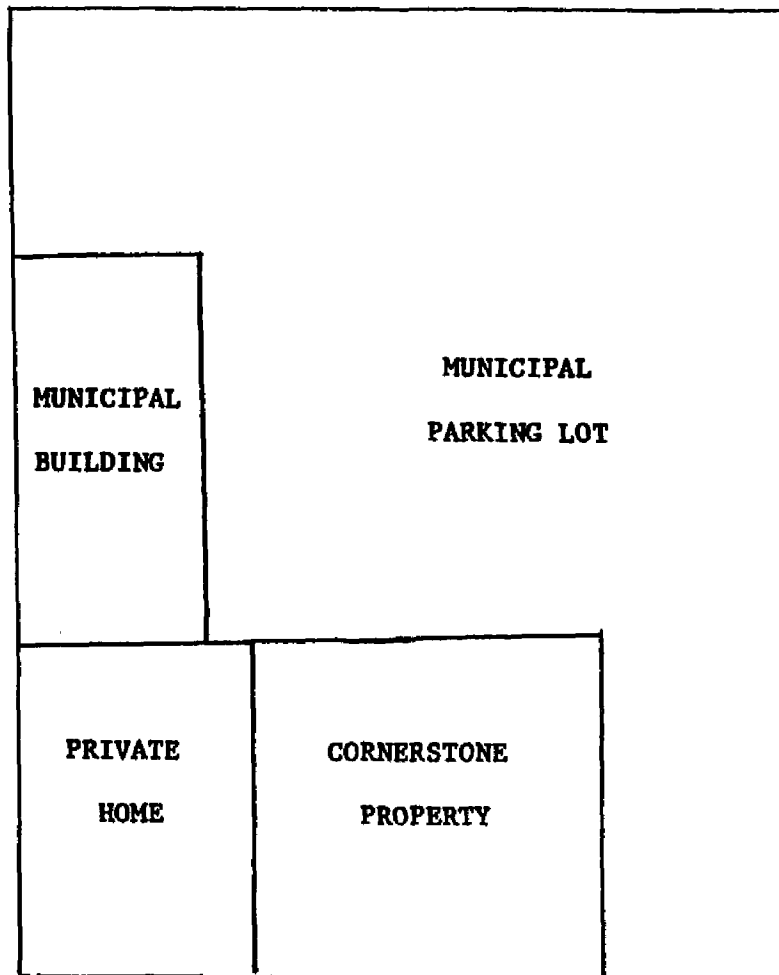 MUNICIPAL
PARKING LOT
MUNICIPAL
BUILDING
PRIVATE
HOME
CORNERSTONE
PROPERTY